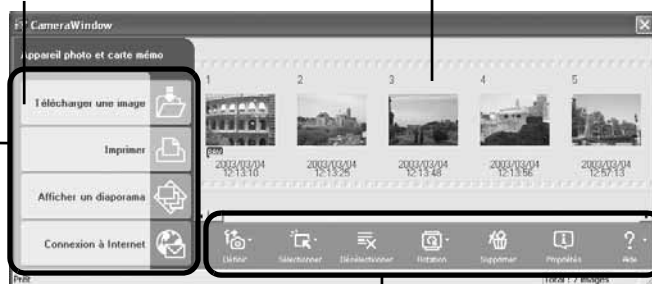 CameraWindow
Appareil photo et carte mémo
Télécharger une image
Imprimer
Afficher un diaporama
Connexion à Internet
1 2 3 4 5
2003/03/04 2003/03/04 2003/03/04 2003/03/04 2003/03/04
12:13:10 12:13:25 12:13:48 12:13:56 12:57:13
Définir Sélectionner Désélectionner Rotation Supprimer Propriétés Aide
Prêt Total : 7 images